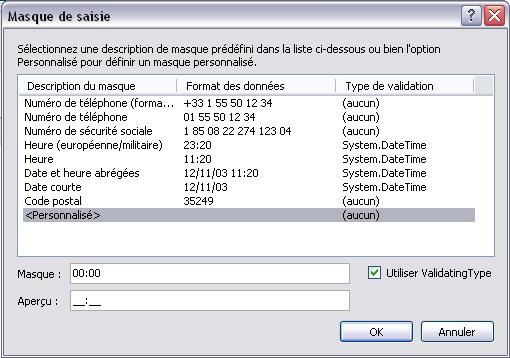 Masque de saisie
Sélectionnez une description de masque prédéfini dans la liste ci-dessous ou bien l'option
Personnalisé pour définir un masque personnalisé.
Description du masque Format des données Type de validation
Numéro de téléphone (forma... +33 1 55 50 12 34 (aucun)
Numéro de téléphone 01 55 50 12 34 (aucun)
Numéro de sécurité sociale 1 85 08 22 274 123 04 (aucun)
Heure (européenne/militaire) 23:20 System.DateTime
Heure 11:20 System.DateTime
Date et heure abrégées 12/11/03 11:20 System.DateTime
Date courte 12/11/03 System.DateTime
Code postal 35249 (aucun)
<Personnalisé> (aucun)
Masque : 00:00 Utiliser ValidatingType
Aperçu : __:__
OK Annuler